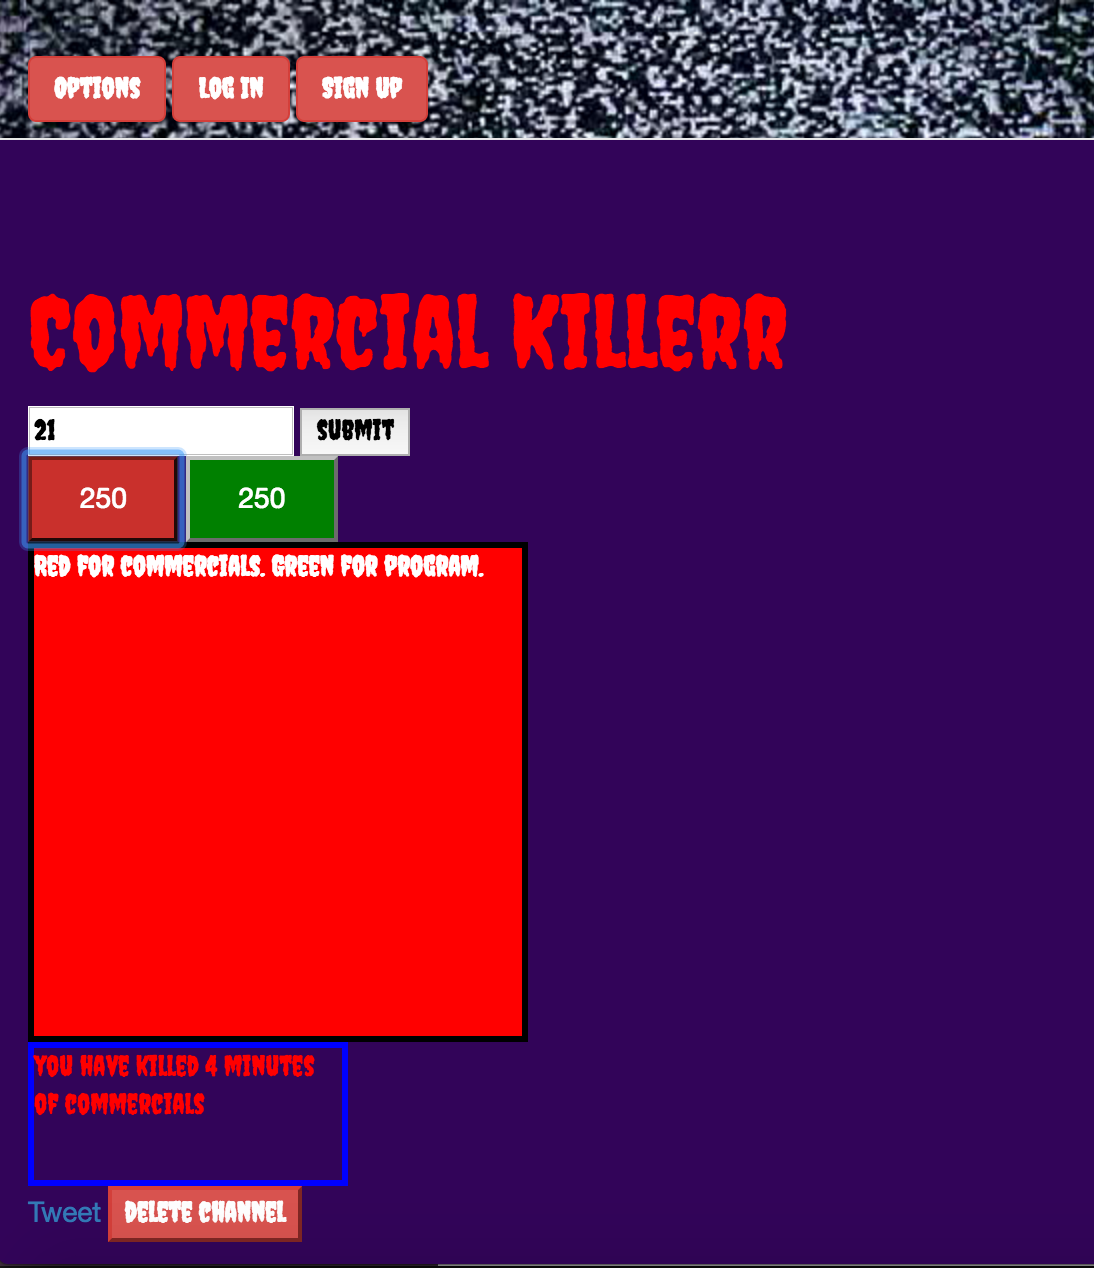 OPTIONS LOG IN SIGN UP
COMMERCIAL KILLERR
21 SUBMIT
250 250
RED FOR COMMERCIALS. GREEN FOR PROGRAM.
YOU HAVE KILLED 4 MINUTES
OF COMMERCIALS
Tweet DELETE CHANNEL